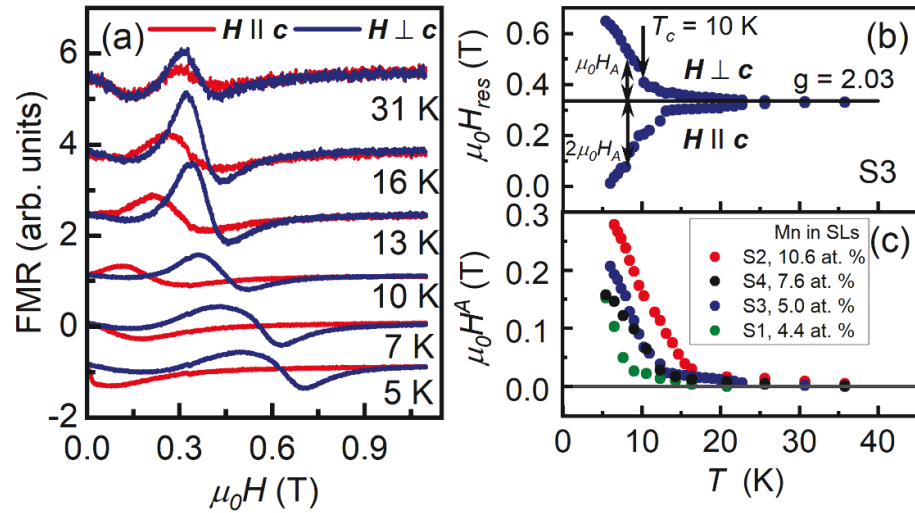 (a) H || c H ⊥ c
6
4
2
0
-2
FMR (arb. units)
31 K
16 K
13 K
10 K
7 K
5 K
0.0 0.3 0.6 0.9
μ0H (T)
(b)
Tc = 10 K
0.6
0.4
0.2
0.0
μ0Hres (T)
μ0HA
H ⊥ c
g = 2.03
2μ0HA
H || c
S3
(c)
0.3
0.2
0.1
0.0
μ0H^A (T)
Mn in SLs
S2, 10.6 at. %
S4, 7.6 at. %
S3, 5.0 at. %
S1, 4.4 at. %
0 10 20 30 40
T (K)